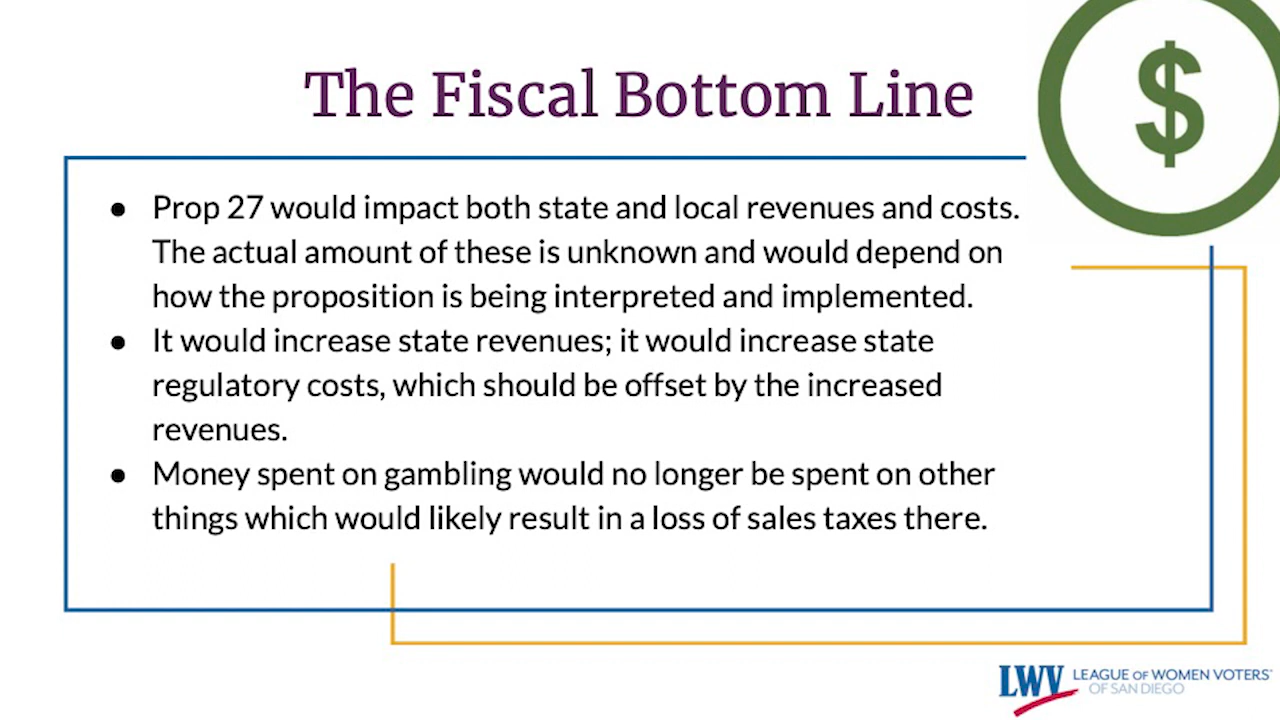 The Fiscal Bottom Line
$
● Prop 27 would impact both state and local revenues and costs.
The actual amount of these is unknown and would depend on
how the proposition is being interpreted and implemented.
● It would increase state revenues; it would increase state
regulatory costs, which should be offset by the increased
revenues.
● Money spent on gambling would no longer be spent on other
things which would likely result in a loss of sales taxes there.
LWV LEAGUE OF WOMEN VOTERS®
OF SAN DIEGO